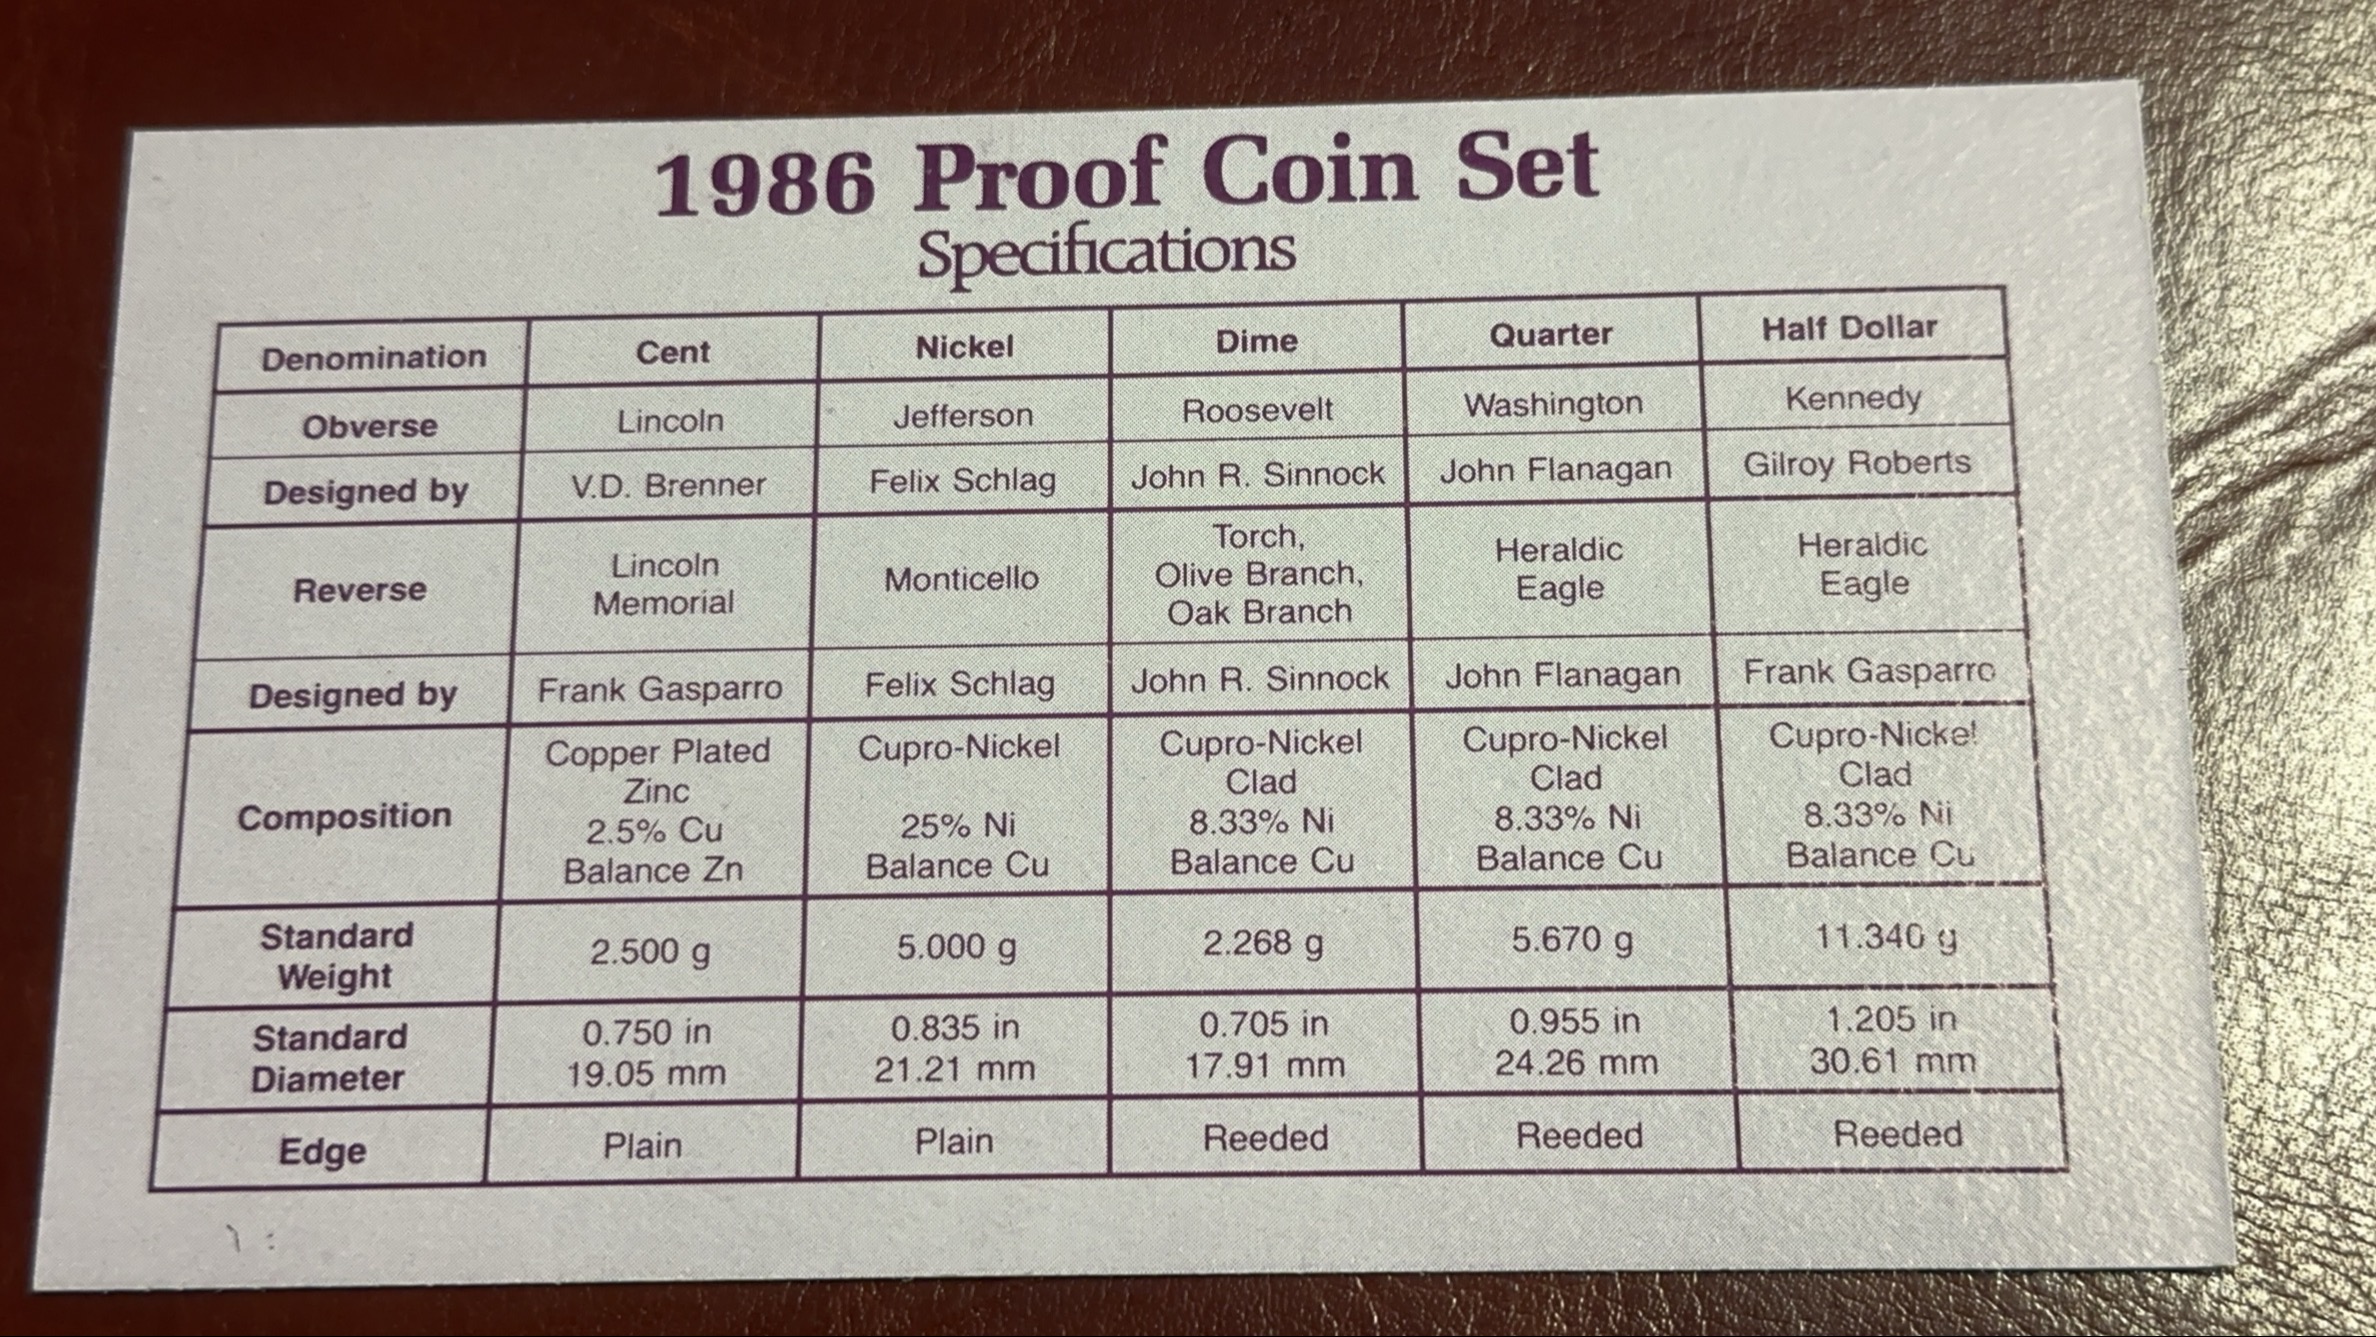 1986 Proof Coin Set
Specifications
Denomination Cent Nickel Dime Quarter Half Dollar
Obverse Lincoln Jefferson Roosevelt Washington Kennedy
Designed by V.D. Brenner Felix Schlag John R. Sinnock John Flanagan Gilroy Roberts
Reverse
Lincoln
Memorial
Monticello
Torch,
Olive Branch,
Oak Branch
Heraldic
Eagle
Heraldic
Eagle
Designed by Frank Gasparro Felix Schlag John R. Sinnock John Flanagan Frank Gasparro
Composition
Copper Plated
Zinc
2.5% Cu
Balance Zn
Cupro-Nickel
25% Ni
Balance Cu
Cupro-Nickel
Clad
8.33% Ni
Balance Cu
Cupro-Nickel
Clad
8.33% Ni
Balance Cu
Cupro-Nickel
Clad
8.33% Ni
Balance Cu
Standard
Weight
2.500 g 5.000 g 2.268 g 5.670 g 11.340 g
Standard
Diameter
0.750 in
19.05 mm
0.835 in
21.21 mm
0.705 in
17.91 mm
0.955 in
24.26 mm
1.205 in
30.61 mm
Edge Plain Plain Reeded Reeded Reeded